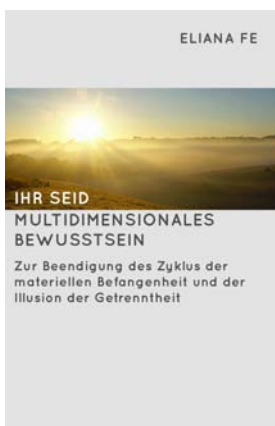 ELIANA FE
IHR SEID
MULTIDIMENSIONALES
BEWUSSTSEIN
Zur Beendigung des Zyklus der
materiellen Befangenheit und der
Illusion der Getrenntheit